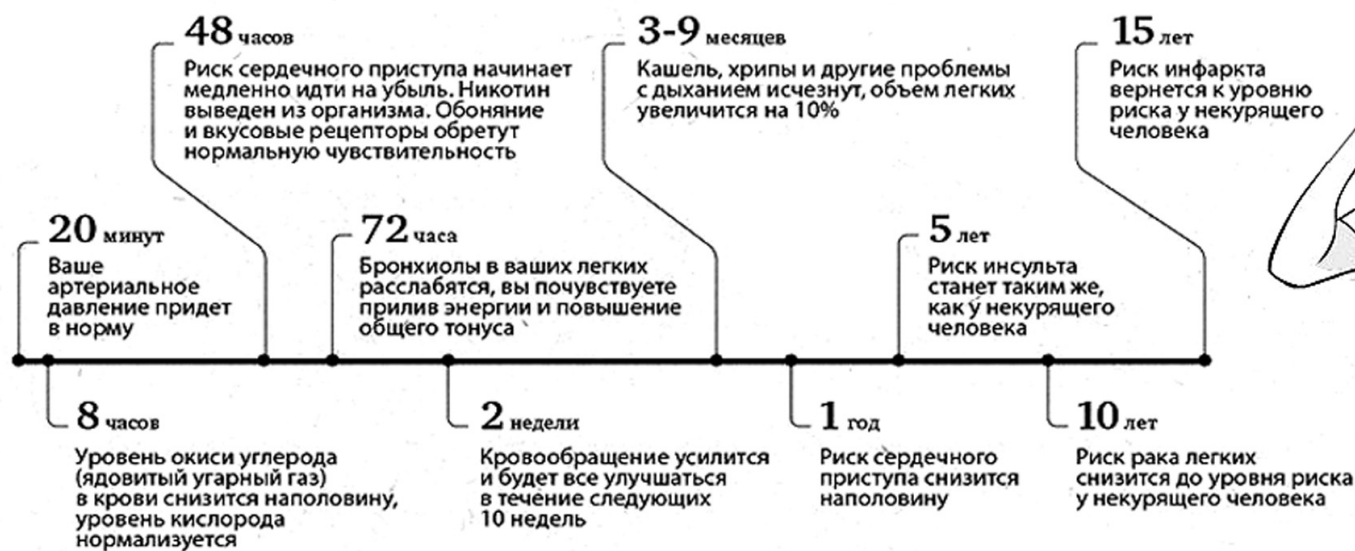 20 минут
Ваше
артериальное
давление придет
в норму
8 часов
Уровень окиси углерода
(ядовитый угарный газ)
в крови снизится наполовину,
уровень кислорода
нормализуется
48 часов
Риск сердечного приступа начинает
медленно идти на убыль. Никотин
выведен из организма. Обоняние
и вкусовые рецепторы обретут
нормальную чувствительность
72 часа
Бронхиолы в ваших легких
расслабятся, вы почувствуете
прилив энергии и повышение
общего тонуса
2 недели
Кровообращение усилится
и будет все улучшаться
в течение следующих
10 недель
3-9 месяцев
Кашель, хрипы и другие проблемы
с дыханием исчезнут, объем легких
увеличится на 10%
1 год
Риск сердечного
приступа снизится
наполовину
5 лет
Риск инсульта
станет таким же,
как у некурящего
человека
10 лет
Риск рака легких
снизится до уровня риска
у некурящего человека
15 лет
Риск инфаркта
вернется к уровню
риска у некурящего
человека